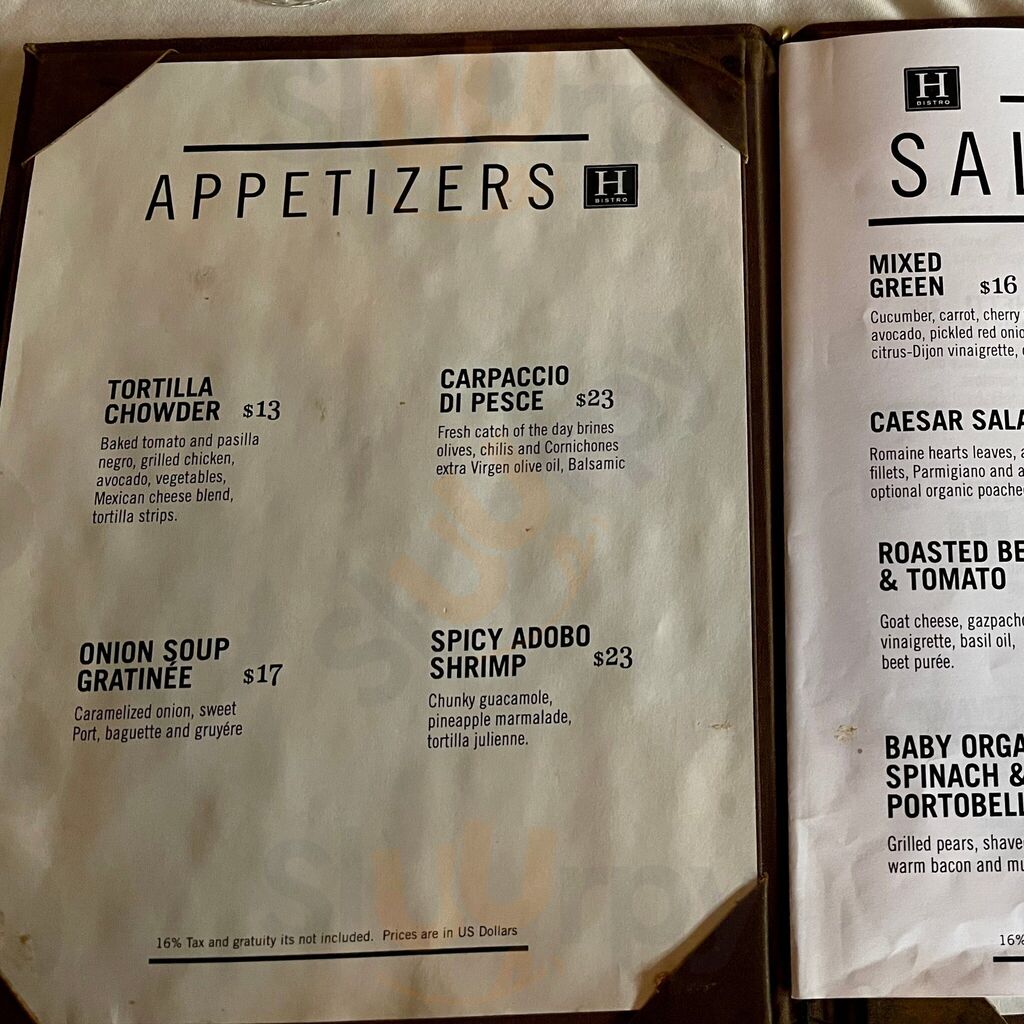 APPETIZERS
H
BISTRO
TORTILLA
CHOWDER $13
Baked tomato and pasilla
negro, grilled chicken,
avocado, vegetables,
Mexican cheese blend,
tortilla strips.
CARPACCIO
DI PESCE $23
Fresh catch of the day brines
olives, chilis and Cornichones
extra Virgen olive oil, Balsamic
ONION SOUP
GRATINÉE $17
Caramelized onion, sweet
Port, baguette and gruyére
SPICY ADOBO
SHRIMP $23
Chunky guacamole,
pineapple marmalade,
tortilla julienne.
16% Tax and gratuity its not included. Prices are in US Dollars
H
BISTRO
MIXED
GREEN $16
Cucumber, carrot, cherry
avocado, pickled red
citrus-Dijon vinaigrette,
CAESAR
Romaine hearts leaves,
fillets, Parmigiano and
optional organic
ROASTED
& TOMATO
Goat cheese,
vinaigrette, basil oil,
beet purée.
BABY
SPINACH &
Grilled pears,
warm bacon and
16%
slurpy
slurpy
slurpy